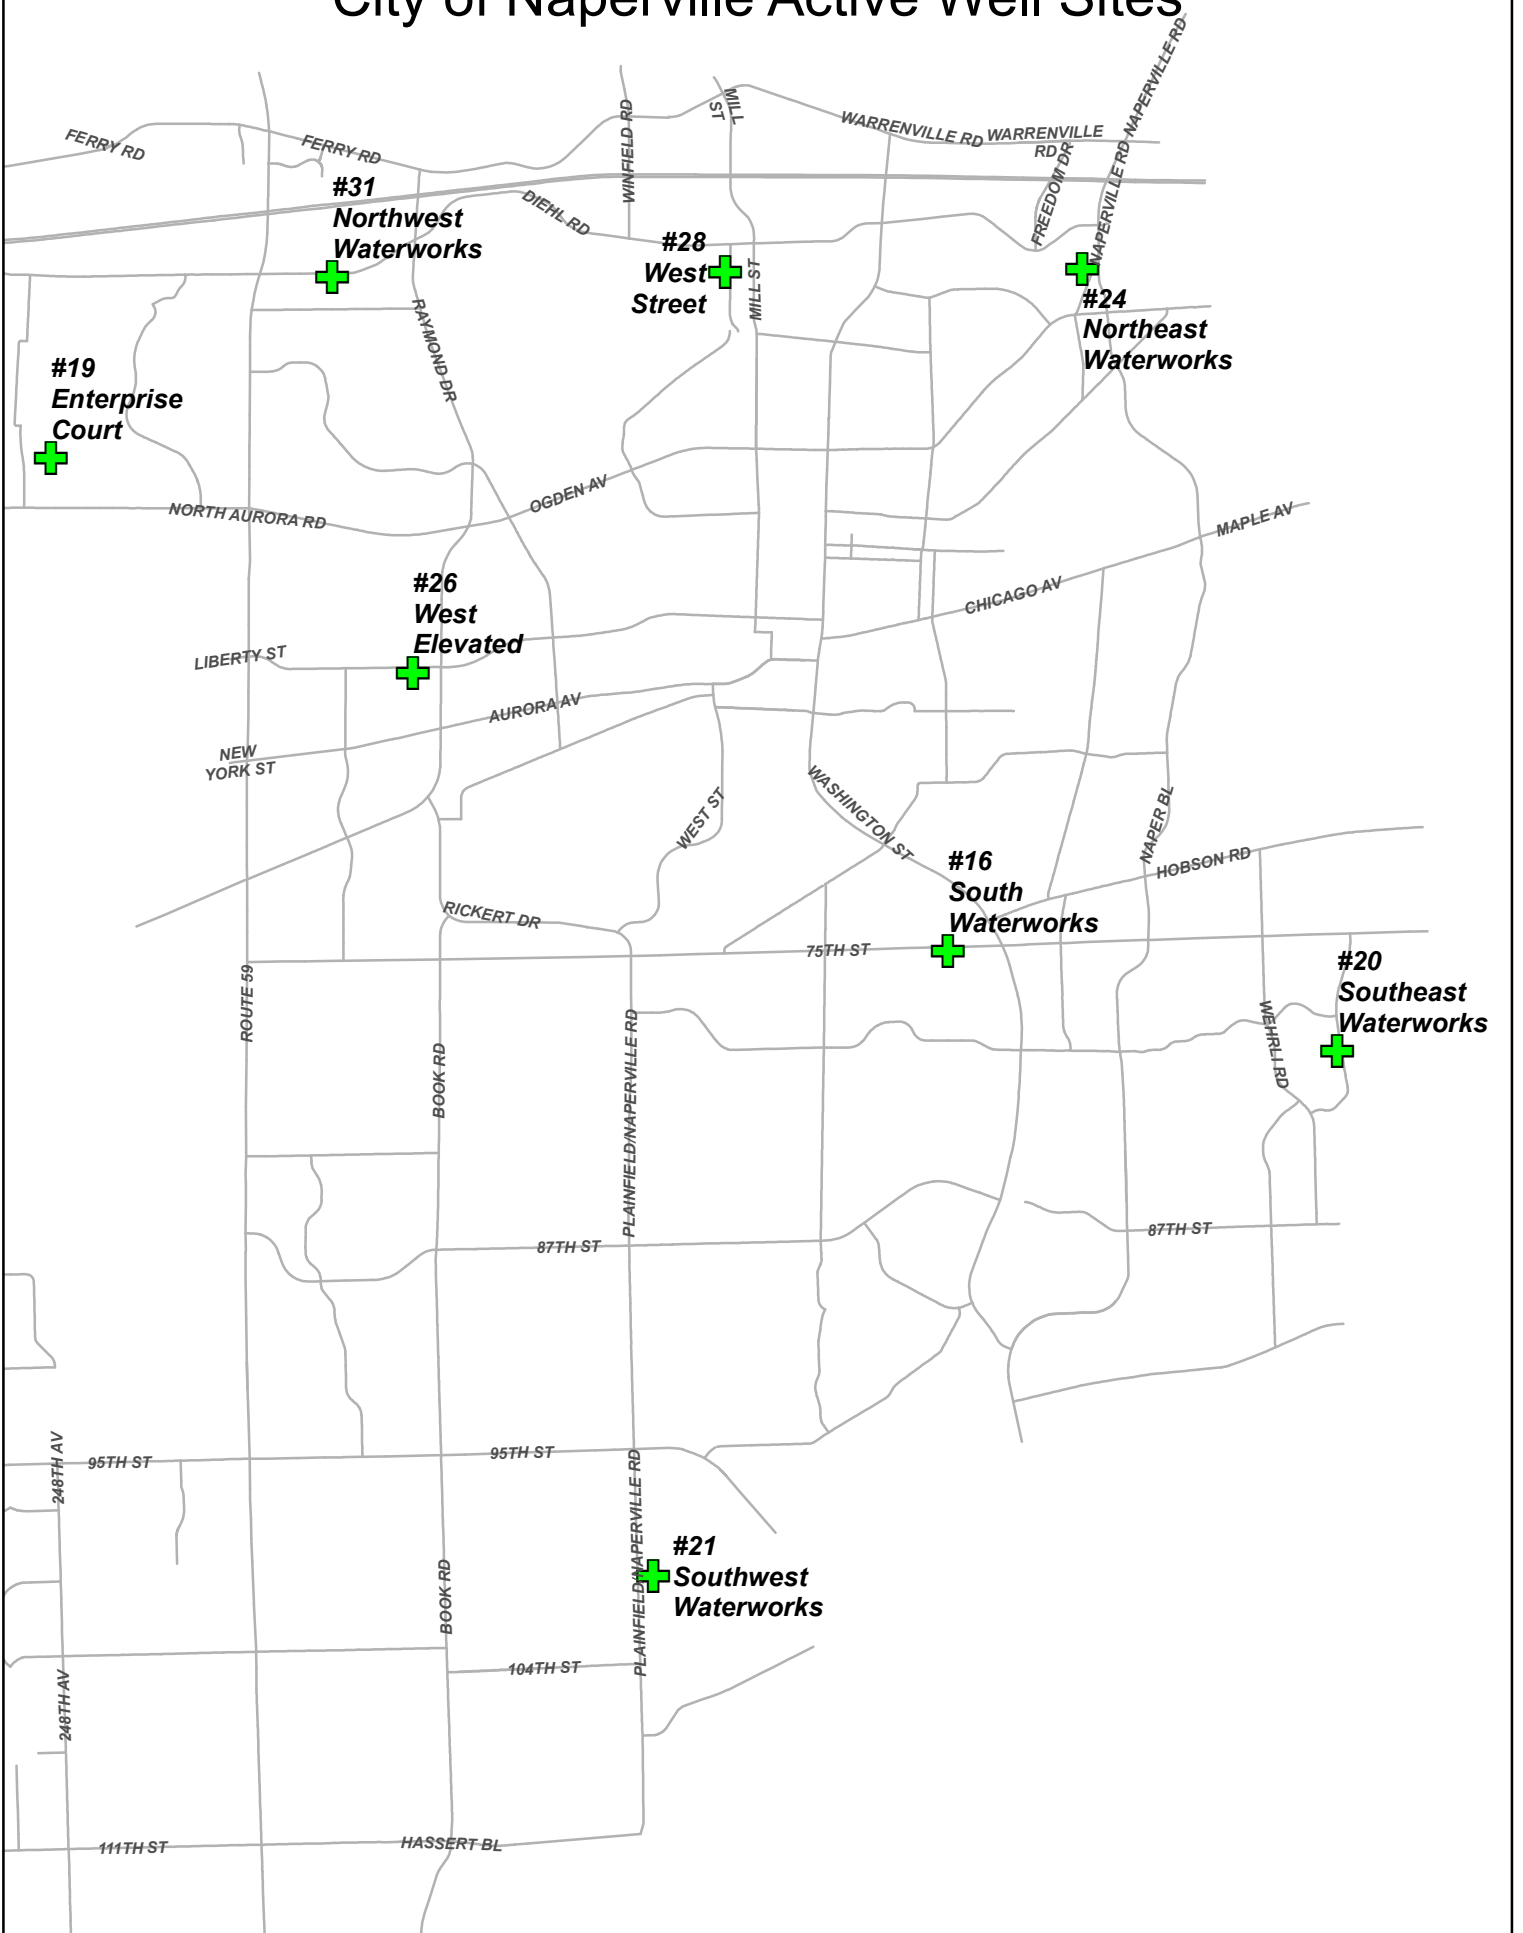 City of Naperville Active Well Sites
NAPERVILLE RD
MILL
ST
WINFIELD RD
WARRENVILLE RD
WARRENVILLE
RD
FERRY RD
FERRY RD
FREEDOM DR
NAPERVILLE RD
#31
Northwest
Waterworks
DIEHL RD
#28
West
Street
MILL ST
#24
Northeast
Waterworks
RAYMOND DR
#19
Enterprise
Court
OGDEN AV
NORTH AURORA RD
MAPLE AV
CHICAGO AV
#26
West
Elevated
LIBERTY ST
AURORA AV
NEW
YORK ST
WEST ST
WASHINGTON ST
NAPER BL
HOBSON RD
#16
South
Waterworks
RICKERT DR
75TH ST
#20
Southeast
Waterworks
ROUTE 59
BOOK RD
PLAINFIELD/NAPERVILLE RD
WEHRLI RD
87TH ST
87TH ST
248TH AV
95TH ST
95TH ST
PLAINFIELD/NAPERVILLE RD
#21
Southwest
Waterworks
BOOK RD
104TH ST
248TH AV
111TH ST
HASSERT BL